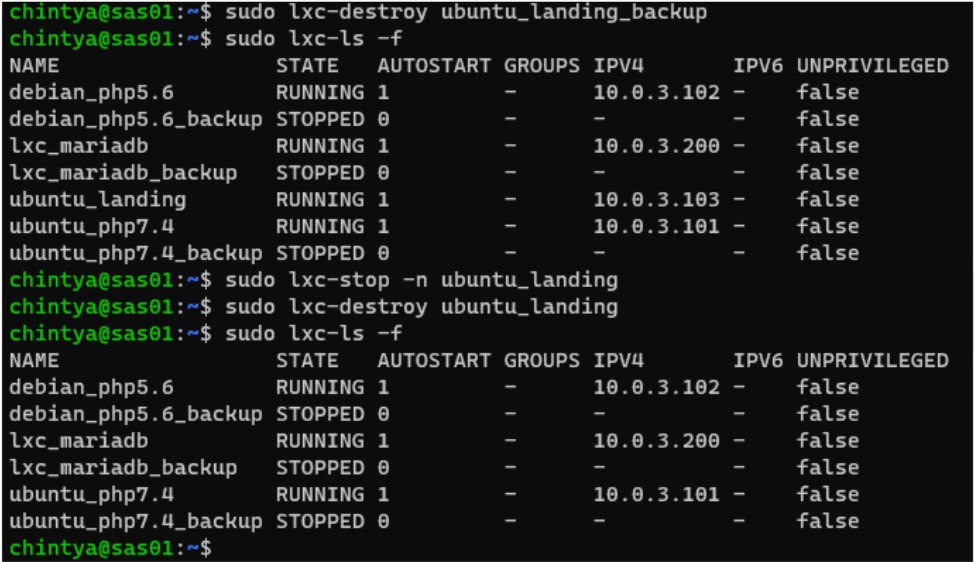 chintya@sas01:~$ sudo lxc-destroy ubuntu_landing_backup
chintya@sas01:~$ sudo lxc-ls -f
NAME                  STATE   AUTOSTART GROUPS IPV4       IPV6 UNPRIVILEGED
debian_php5.6         RUNNING 1         -      10.0.3.102 -    false
debian_php5.6_backup  STOPPED 0         -      -          -    false
lxc_mariadb           RUNNING 1         -      10.0.3.200 -    false
lxc_mariadb_backup    STOPPED 0         -      -          -    false
ubuntu_landing        RUNNING 1         -      10.0.3.103 -    false
ubuntu_php7.4         RUNNING 1         -      10.0.3.101 -    false
ubuntu_php7.4_backup  STOPPED 0         -      -          -    false
chintya@sas01:~$ sudo lxc-stop -n ubuntu_landing
chintya@sas01:~$ sudo lxc-destroy ubuntu_landing
chintya@sas01:~$ sudo lxc-ls -f
NAME                  STATE   AUTOSTART GROUPS IPV4       IPV6 UNPRIVILEGED
debian_php5.6         RUNNING 1         -      10.0.3.102 -    false
debian_php5.6_backup  STOPPED 0         -      -          -    false
lxc_mariadb           RUNNING 1         -      10.0.3.200 -    false
lxc_mariadb_backup    STOPPED 0         -      -          -    false
ubuntu_php7.4         RUNNING 1         -      10.0.3.101 -    false
ubuntu_php7.4_backup  STOPPED 0         -      -          -    false
chintya@sas01:~$